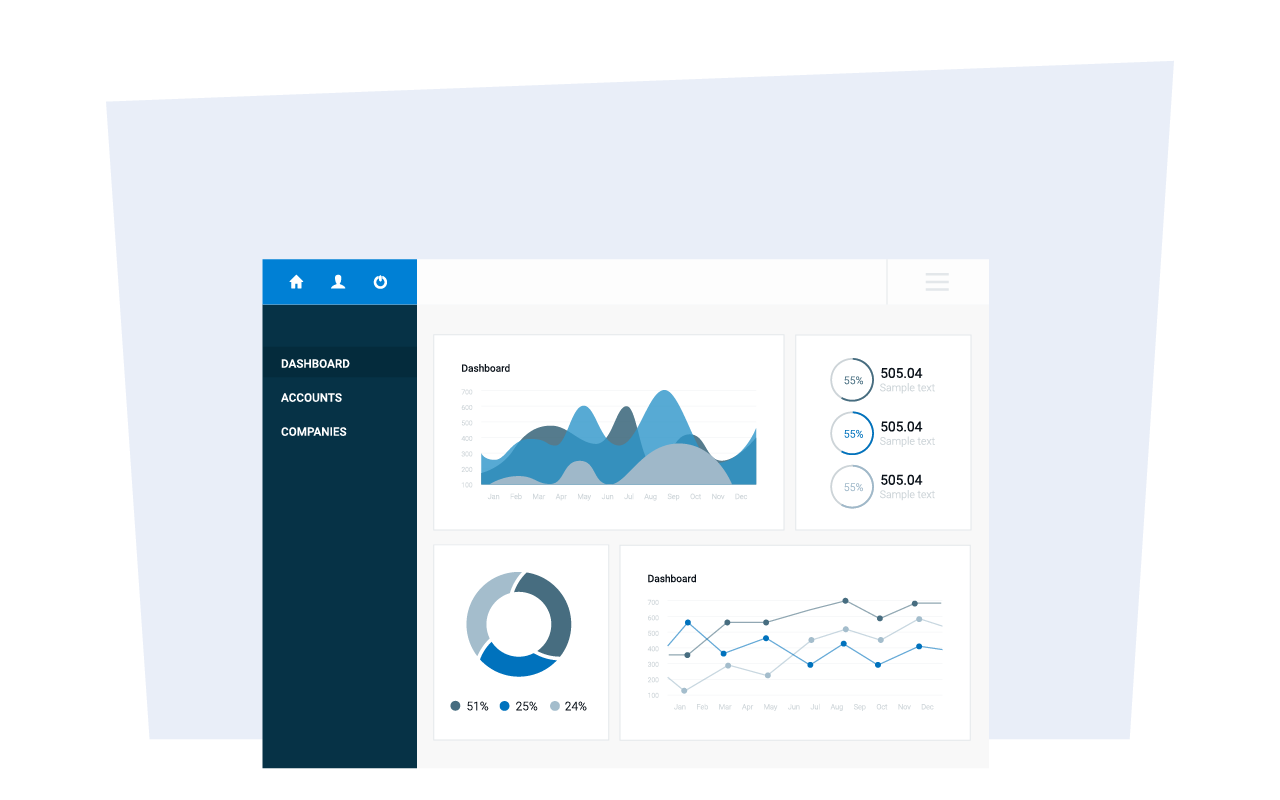 DASHBOARD
ACCOUNTS
COMPANIES
Dashboard
700
600
500
400
300
200
100
Jan Feb Mar Apr May Jun Jul Aug Sep Oct Nov Dec
55% 505.04
Sample text
55% 505.04
Sample text
55% 505.04
Sample text
51% 25% 24%
Dashboard
700
600
500
400
300
200
100
Jan Feb Mar Apr May Jun Jul Aug Sep Oct Nov Dec